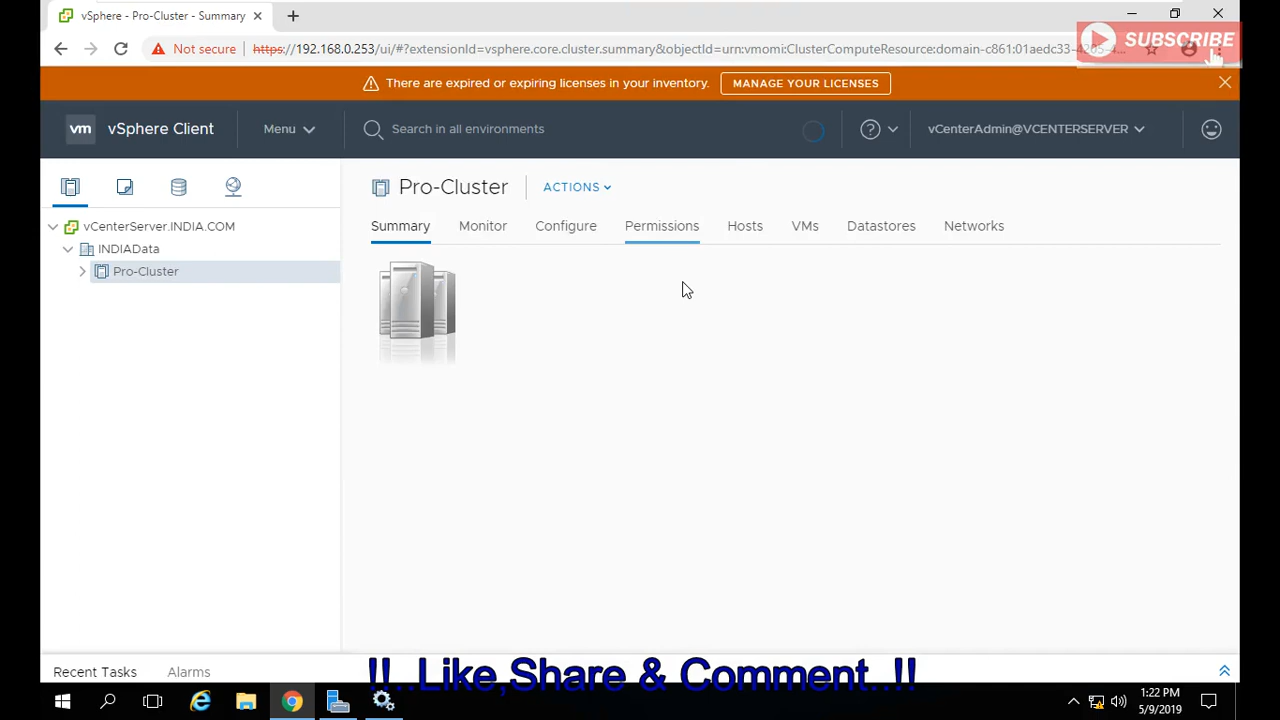 vSphere - Pro-Cluster - Summary
Not secure
https://192.168.0.253/ui/#?extensionId=vsphere.core.cluster.summary&objectId=urn:vmomi:ClusterComputeResource:domain-c861:01aedc33-4205-4...
SUBSCRIBE
There are expired or expiring licenses in your inventory.
MANAGE YOUR LICENSES
vm
vSphere Client
Menu
Search in all environments
vCenterAdmin@VCENTERSERVER
vCenterServer.INDIA.COM
INDIAData
Pro-Cluster
Pro-Cluster
ACTIONS
Summary
Monitor
Configure
Permissions
Hosts
VMs
Datastores
Networks
Recent Tasks
Alarms
!!..Like,Share & Comment..!!
1:22 PM
5/9/2019